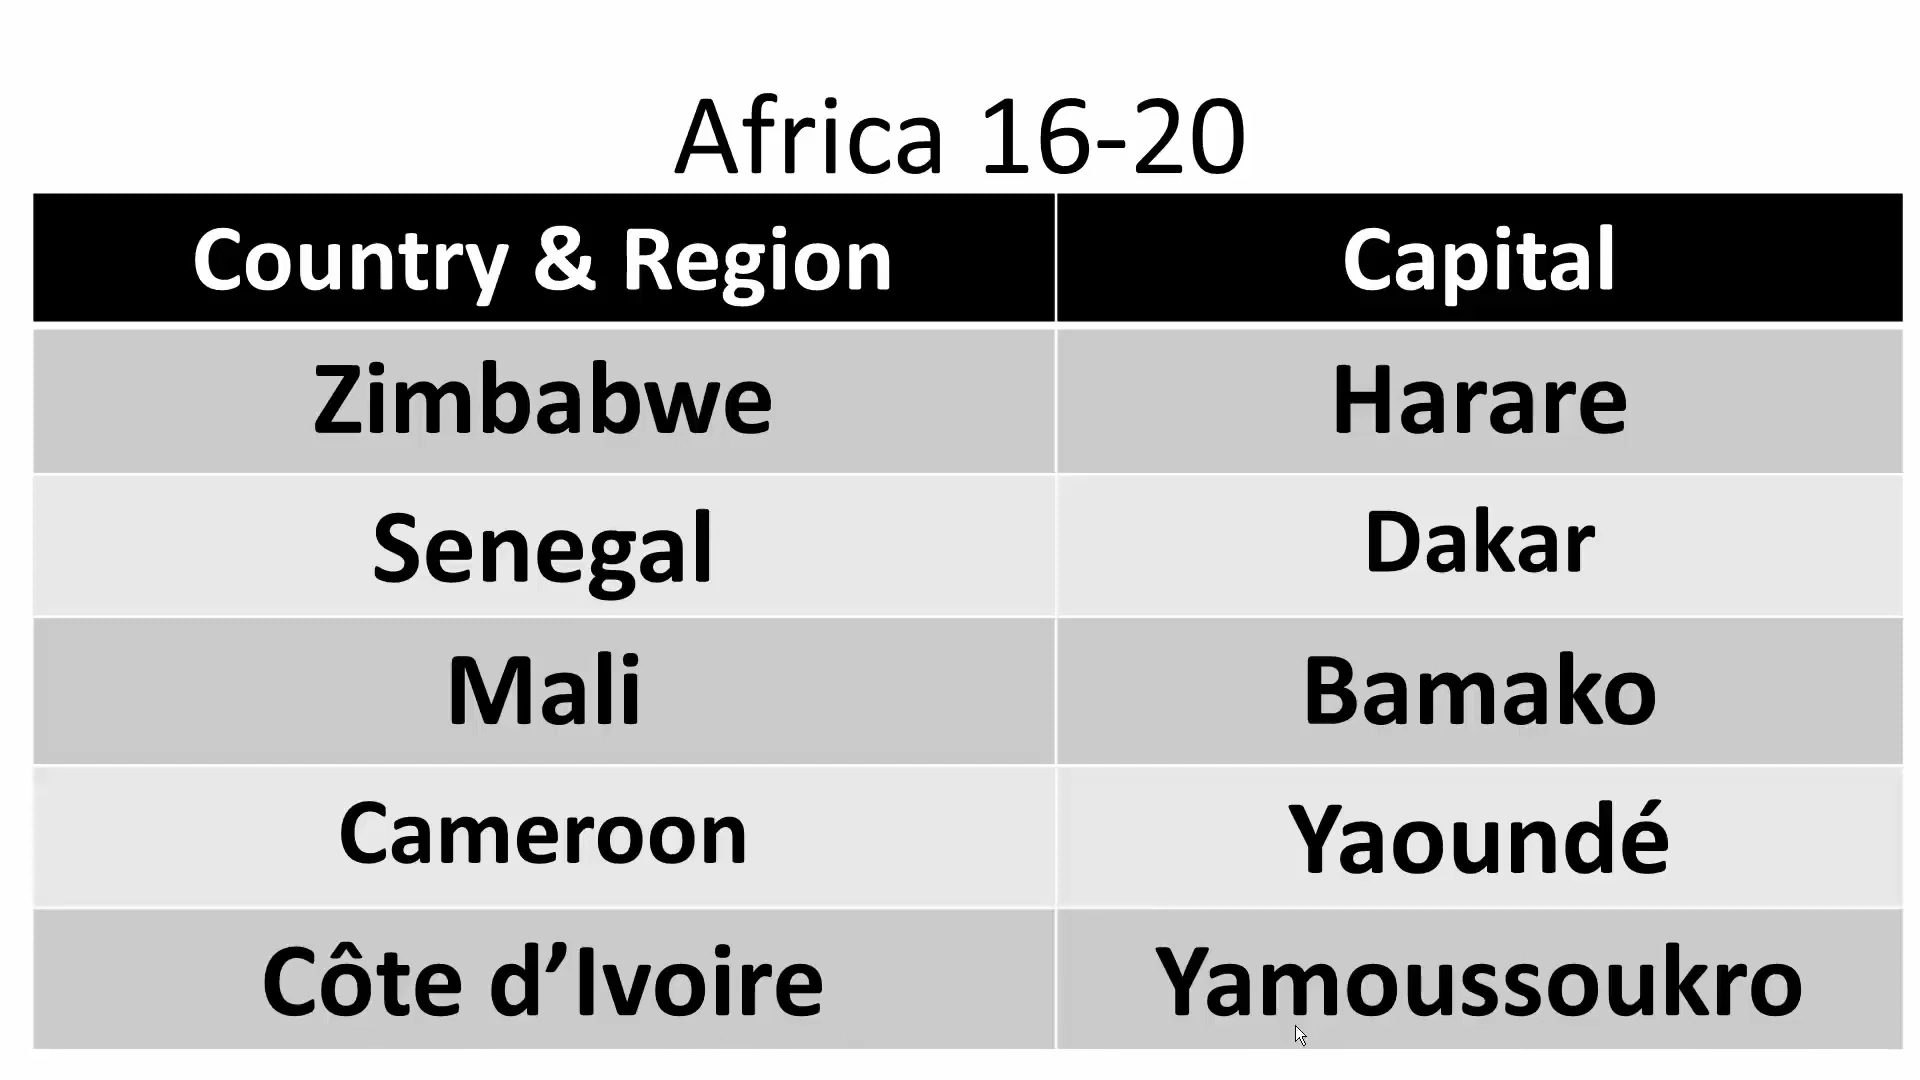 Africa 16-20
Country & Region Capital
Zimbabwe Harare
Senegal Dakar
Mali Bamako
Cameroon Yaoundé
Côte d’Ivoire Yamoussoukro